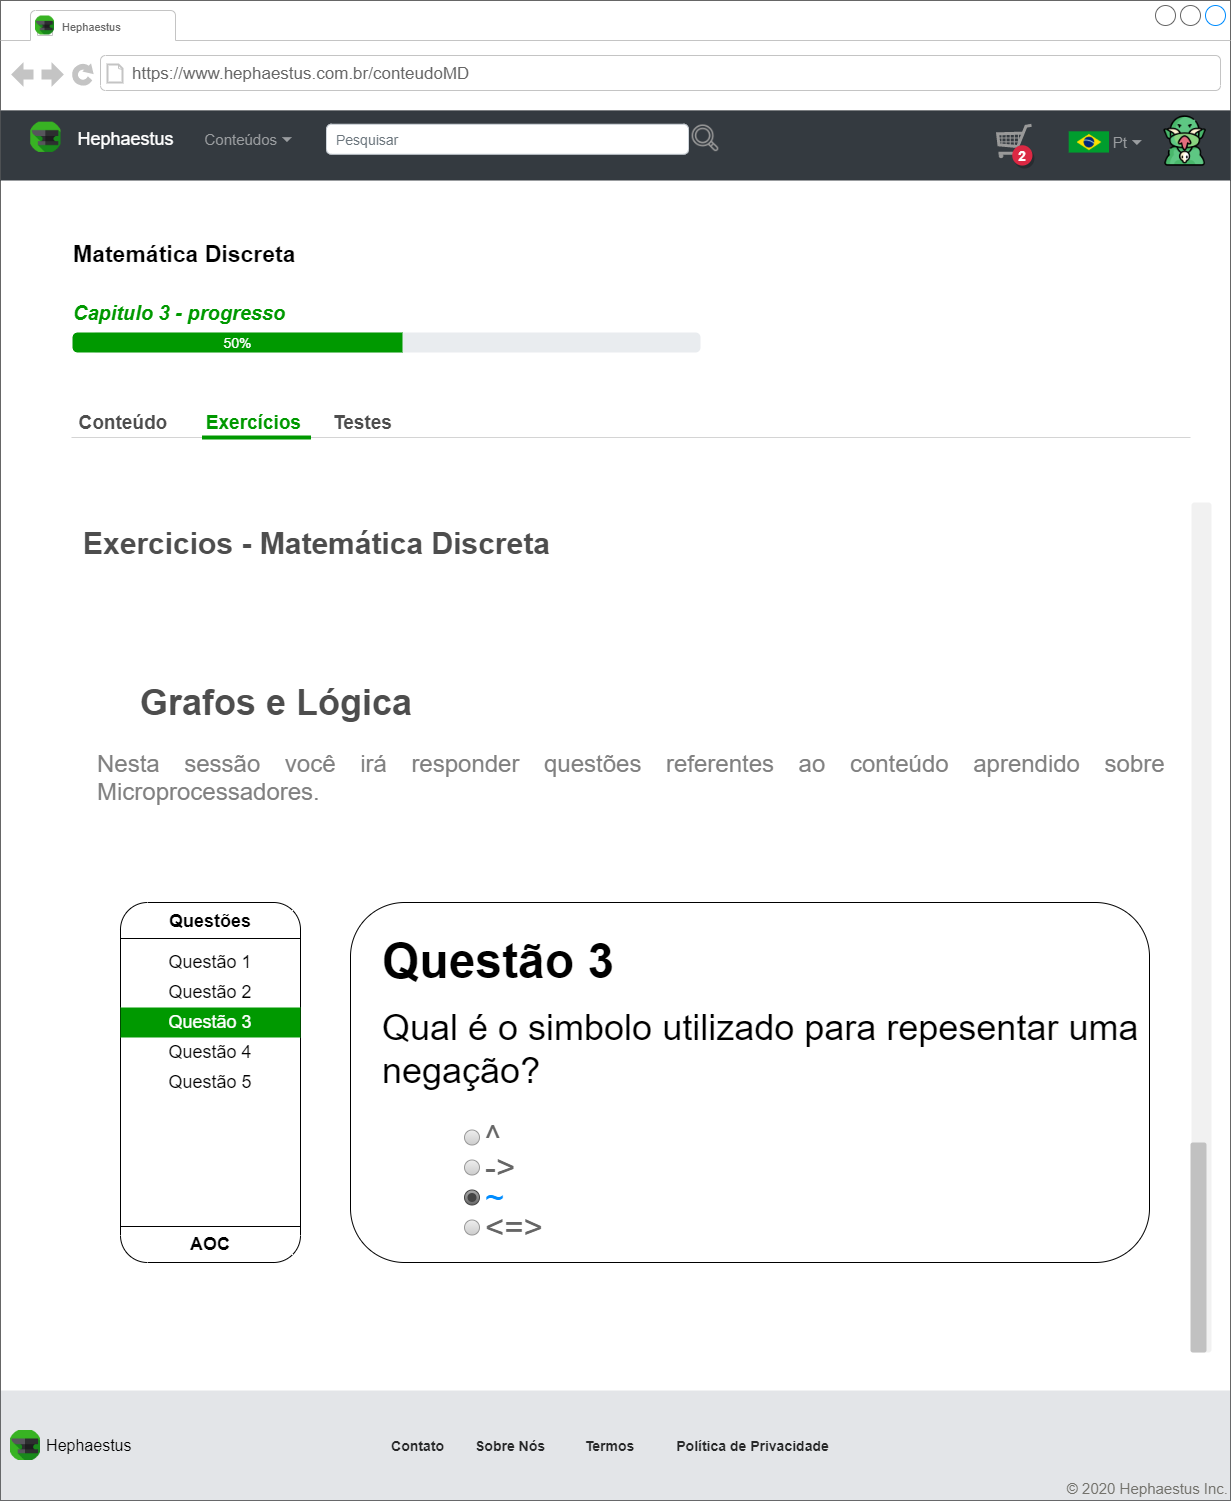 Hephaestus
https://www.hephaestus.com.br/conteudoMD
Hephaestus Conteúdos Pesquisar 2 Pt
Matemática Discreta
Capitulo 3 - progresso
50%
Conteúdo Exercícios Testes
Exercicios - Matemática Discreta
Grafos e Lógica
Nesta sessão você irá responder questões referentes ao conteúdo aprendido sobre
Microprocessadores.
Questões
Questão 1
Questão 2
Questão 3
Questão 4
Questão 5
AOC
Questão 3
Qual é o simbolo utilizado para repesentar uma
negação?
^
->
~
<=>
Hephaestus Contato Sobre Nós Termos Política de Privacidade
© 2020 Hephaestus Inc.